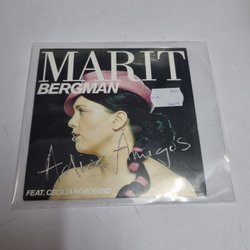 MARIT
BERGMAN
Adios Amigos
FEAT. CECILIA NORDLUND